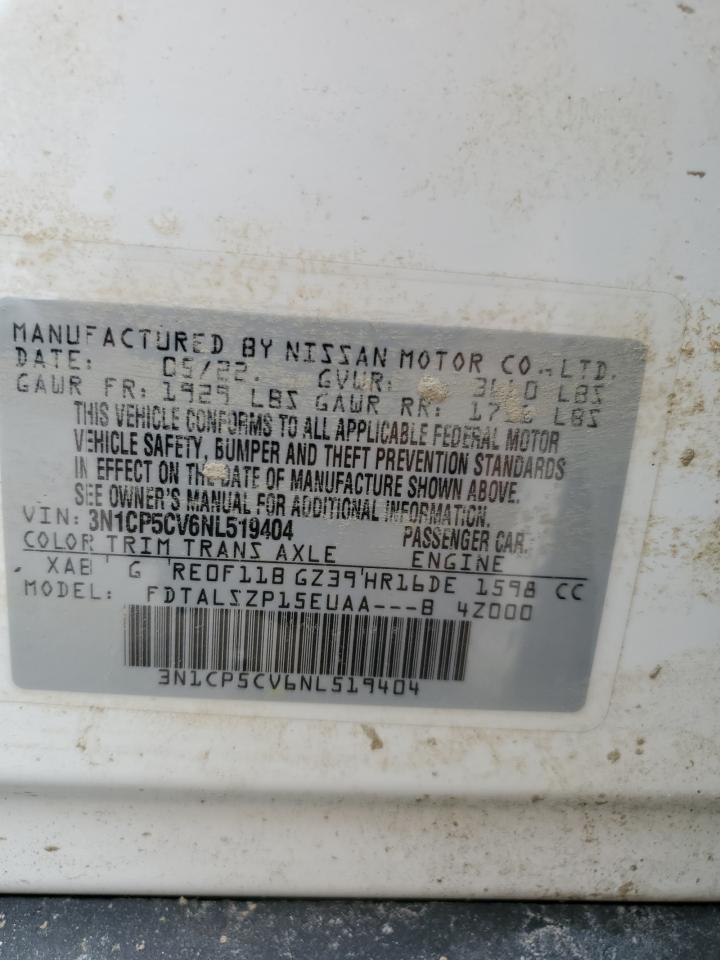 MANUFACTURED BY NISSAN MOTOR CO., LTD.
DATE: 05/22. GVWR: LBS
GAWR FR: 1929 LBS GAWR RR: LBS
THIS VEHICLE CONFORMS TO ALL APPLICABLE FEDERAL MOTOR
VEHICLE SAFETY, BUMPER AND THEFT PREVENTION STANDARDS
IN EFFECT ON THE DATE OF MANUFACTURE SHOWN ABOVE.
SEE OWNER'S MANUAL FOR ADDITIONAL INFORMATION.
VIN: 3N1CP5CV6NL519404 PASSENGER CAR
COLOR TRIM TRANS AXLE ENGINE
XAB G RE0F11B GZ39 HR16DE 1598 CC
MODEL: FDTALSZP15EUAA---B 4Z000
3N1CP5CV6NL519404